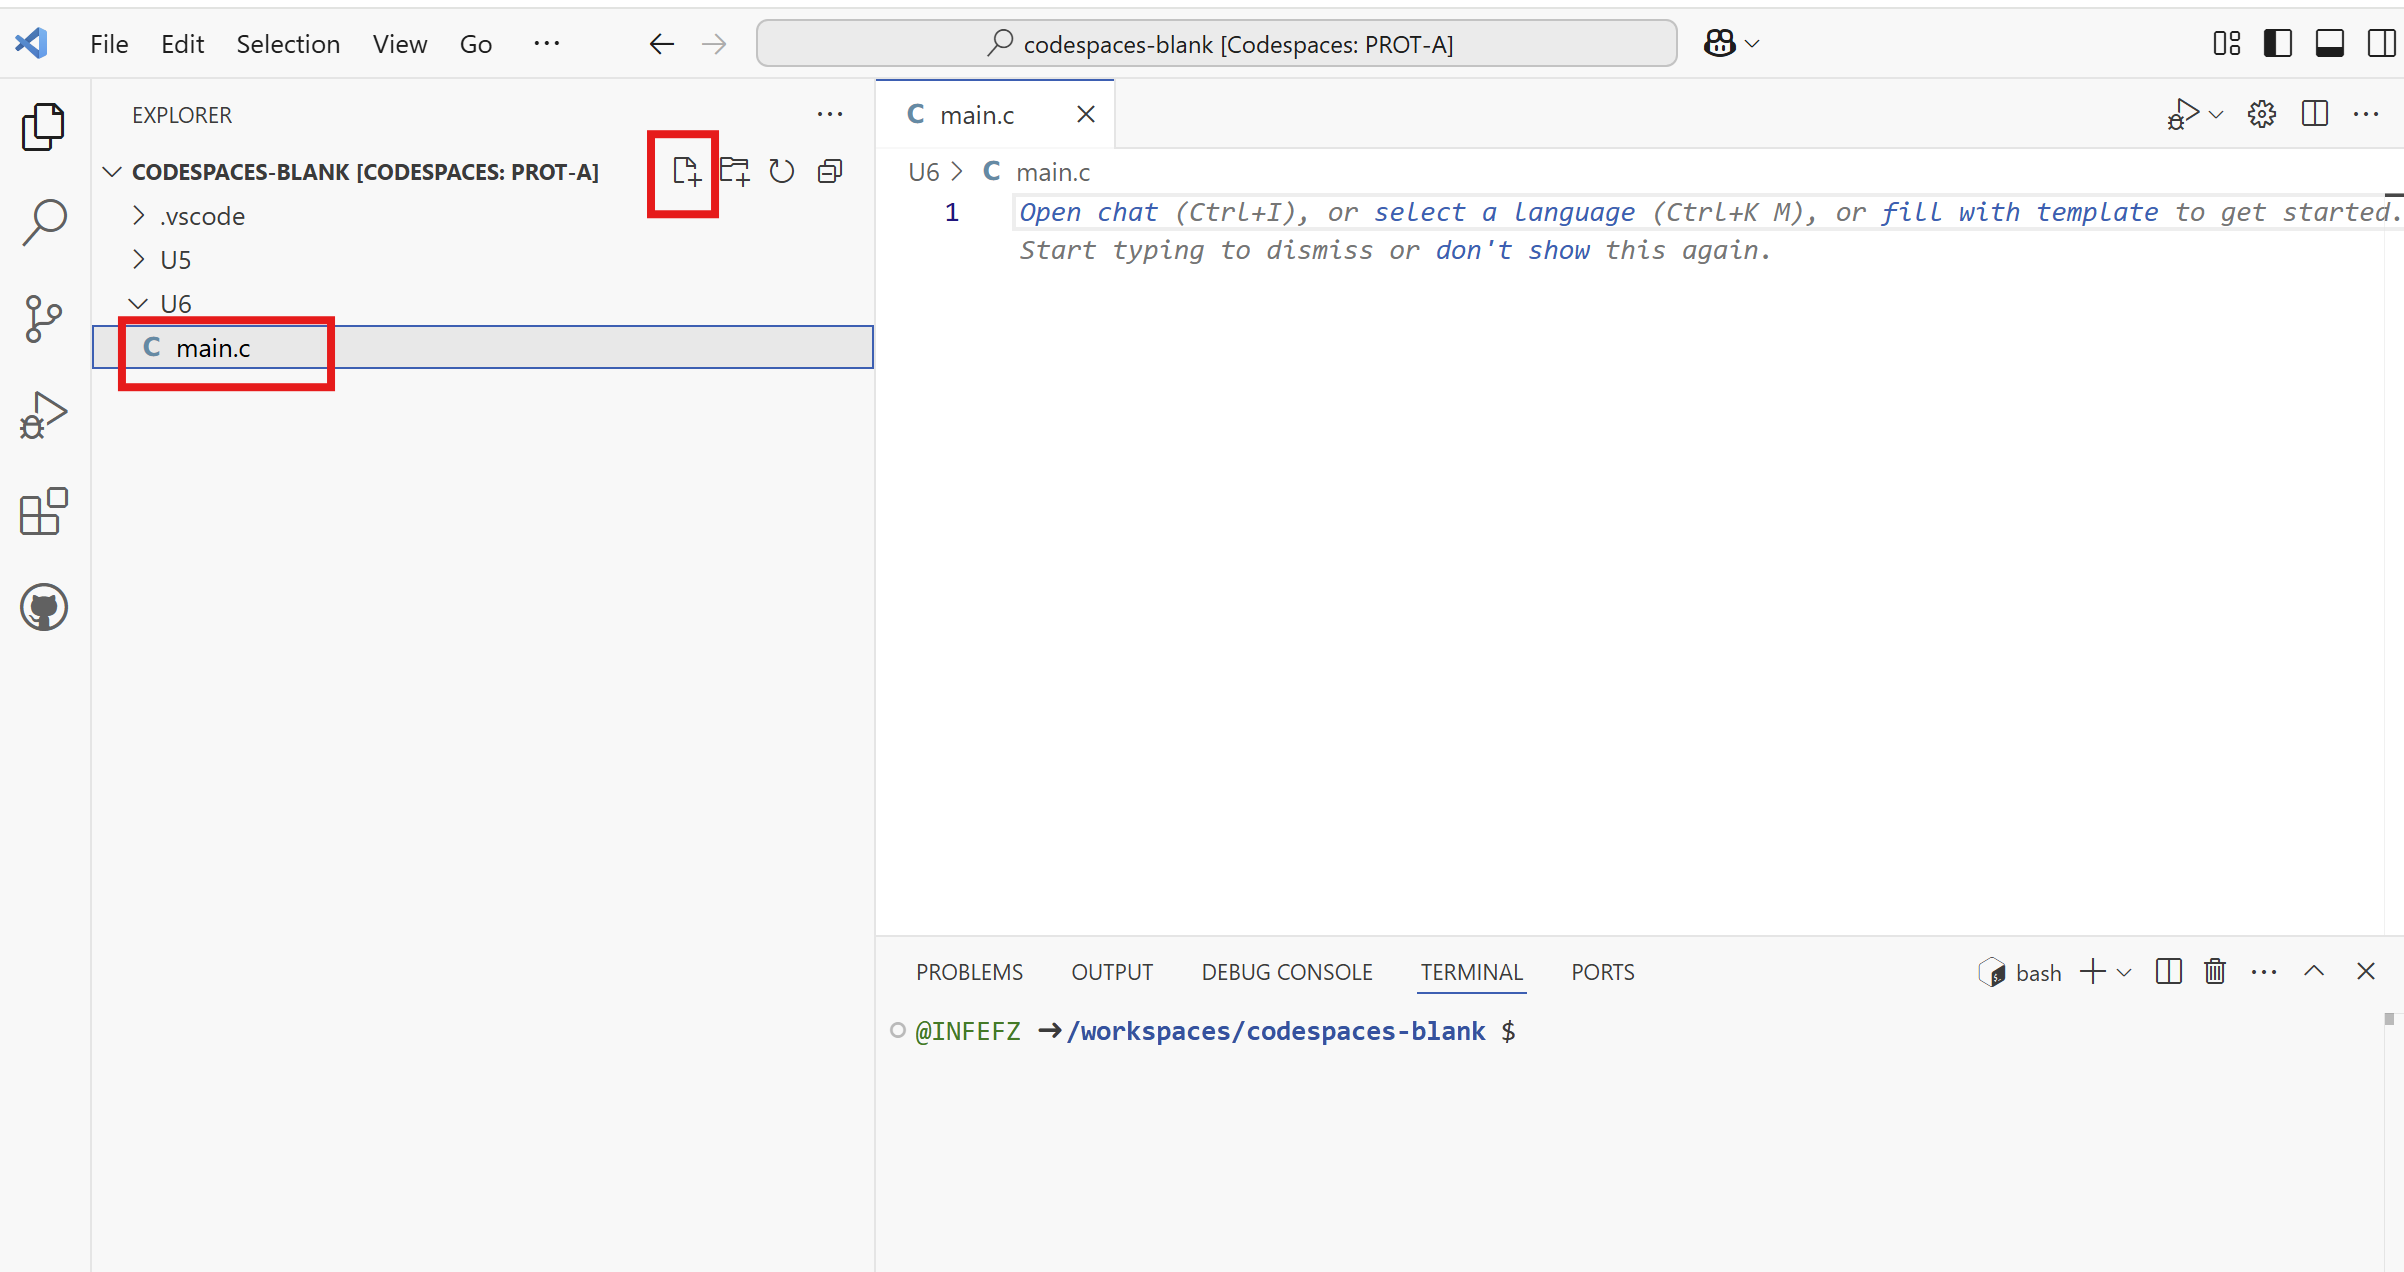 File Edit Selection View Go ···
codespaces-blank [Codespaces: PROT-A]
EXPLORER
CODESPACES-BLANK [CODESPACES: PROT-A]
.vscode
U5
U6
C main.c
C main.c
U6 > C main.c
1 Open chat (Ctrl+I), or select a language (Ctrl+K M), or fill with template to get started.
Start typing to dismiss or don't show this again.
PROBLEMS OUTPUT DEBUG CONSOLE TERMINAL PORTS
bash
@INFEFZ ➜ /workspaces/codespaces-blank $